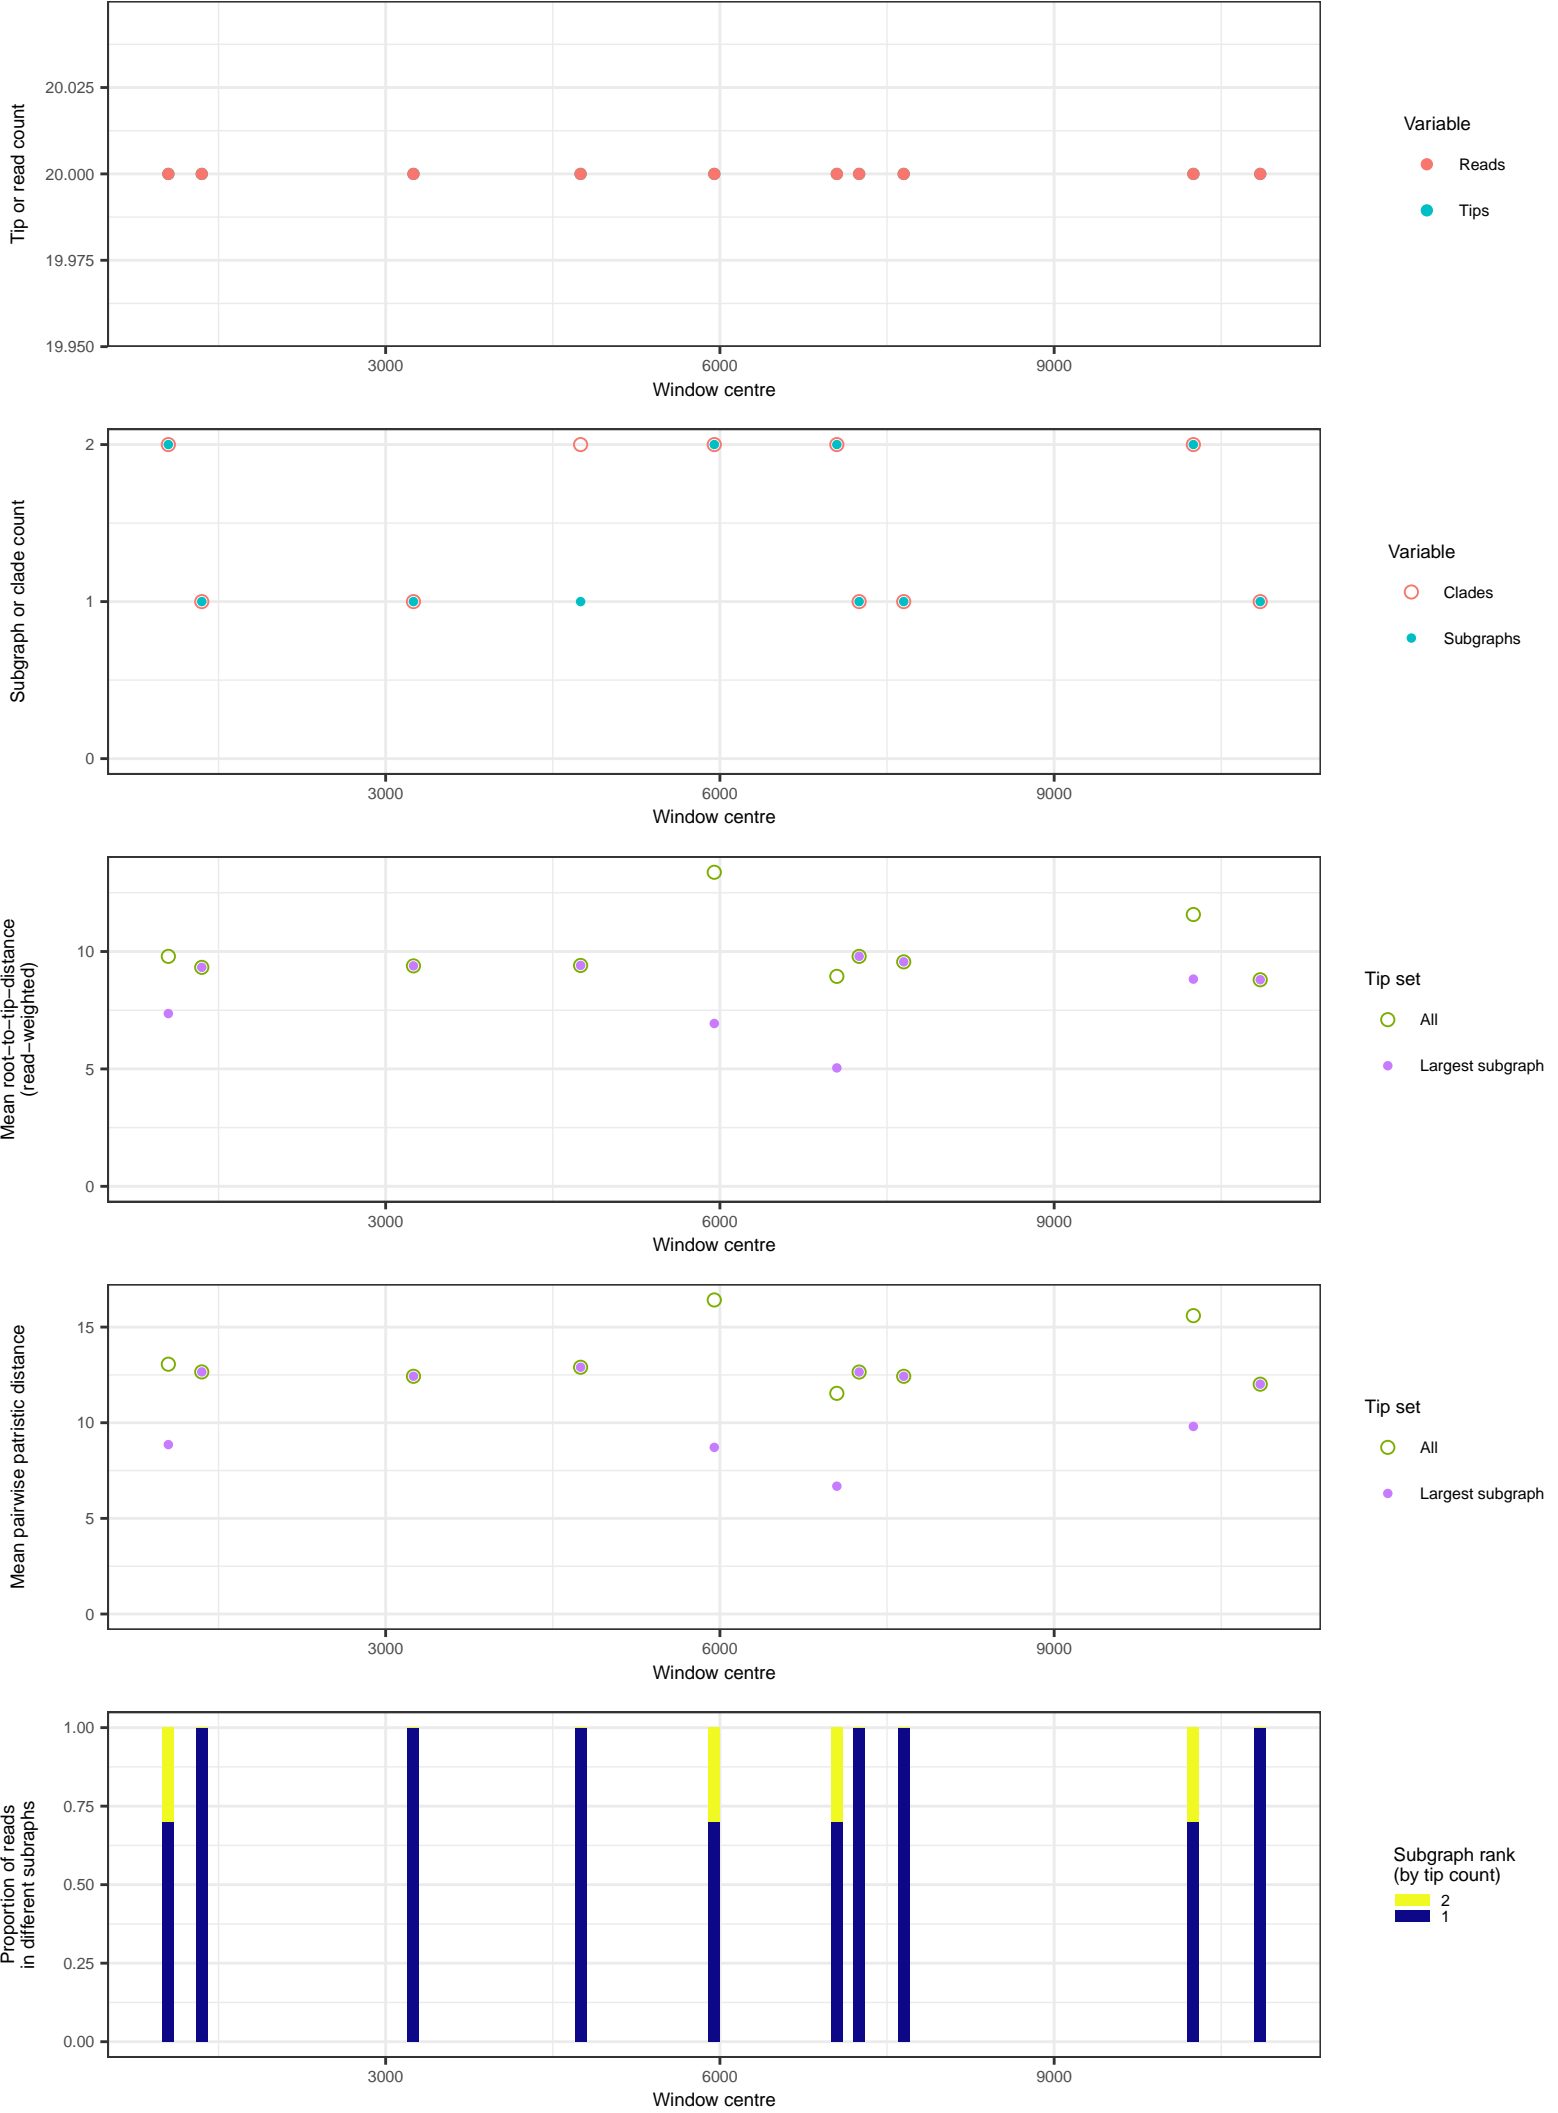 Tip or read count
20.025
20.000
19.975
19.950
3000
6000
9000
Window centre
Variable
Reads
Tips
Subgraph or clade count
2
1
0
3000
6000
9000
Window centre
Variable
Clades
Subgraphs
Mean root−to−tip−distance
(read−weighted)
10
5
0
3000
6000
9000
Window centre
Tip set
All
Largest subgraph
Mean pairwise patristic distance
15
10
5
0
3000
6000
9000
Window centre
Tip set
All
Largest subgraph
Proportion of reads
in different subraphs
1.00
0.75
0.50
0.25
0.00
3000
6000
9000
Window centre
Subgraph rank
(by tip count)
2
1